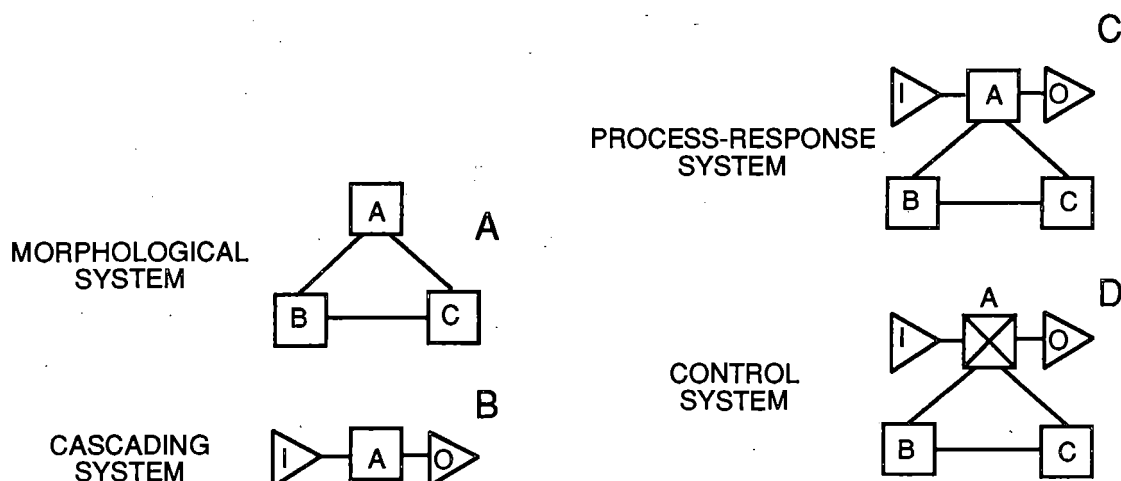 A
MORPHOLOGICAL
SYSTEM
A
B
C
B
CASCADING
SYSTEM
I
A
O
C
PROCESS-RESPONSE
SYSTEM
I
A
O
B
C
D
CONTROL
SYSTEM
A
I
O
B
C